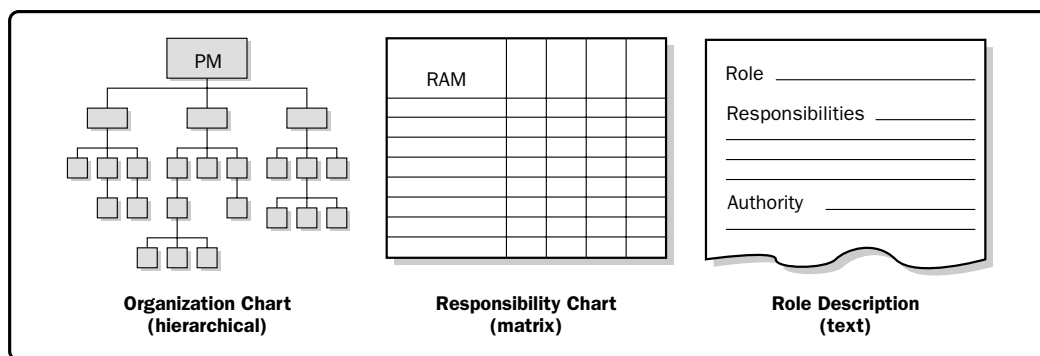 PM
Organization Chart
(hierarchical)
RAM
Responsibility Chart
(matrix)
Role
Responsibilities
Authority
Role Description
(text)